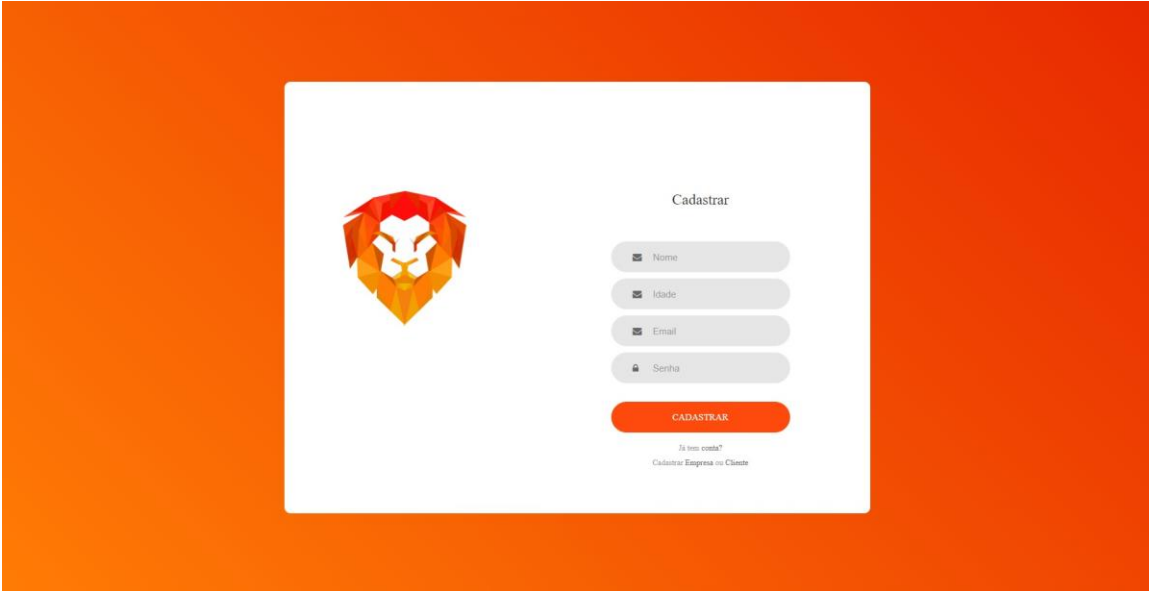 Cadastrar
Nome
Idade
Email
Senha
CADASTRAR
Já tem conta?
Cadastrar Empresa ou Cliente